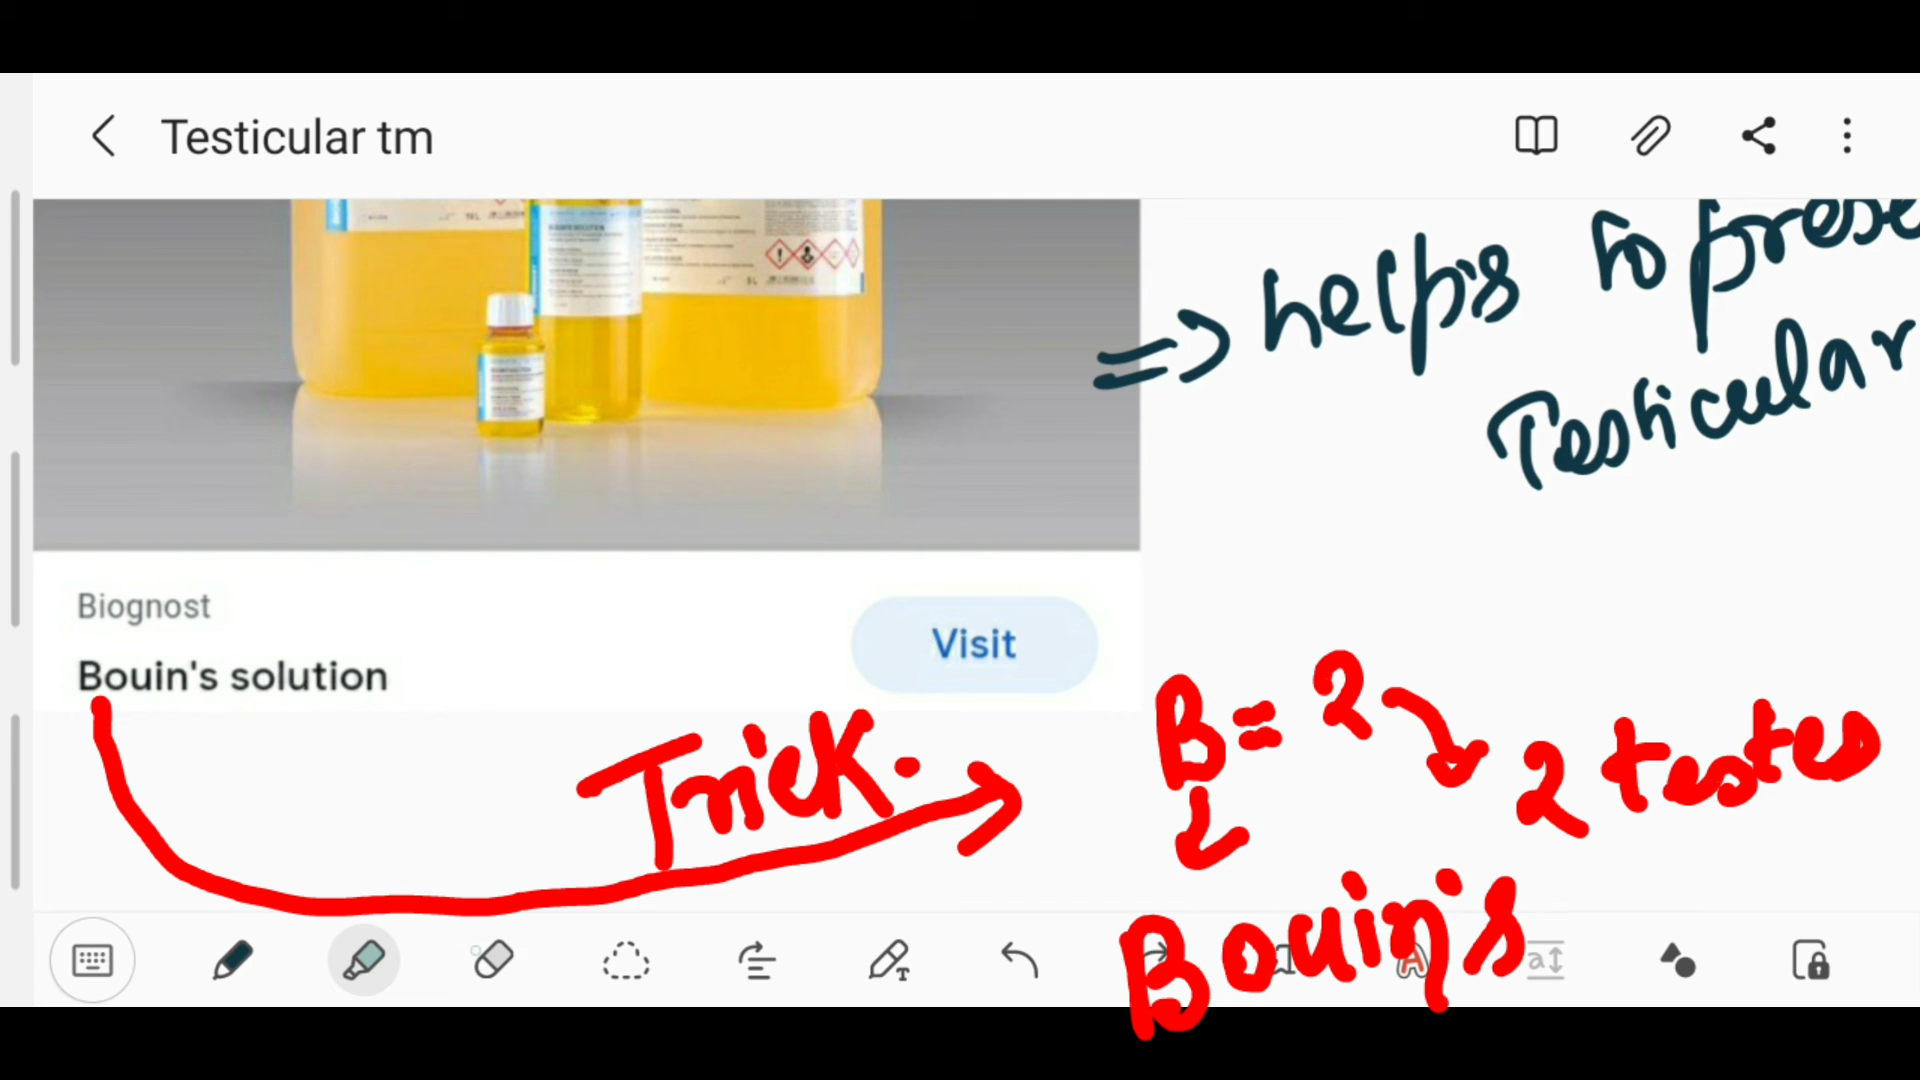 Testicular tm
=> helps to prese
Testicular
Biognost
Bouin's solution
Visit
Trick.
B = 2
2 testes
Bouin's